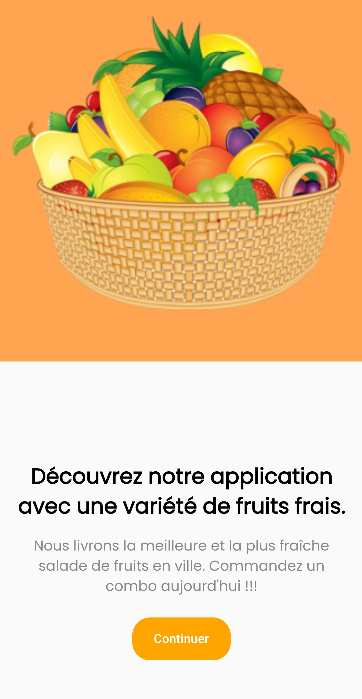 Découvrez notre application
avec une variété de fruits frais.
Nous livrons la meilleure et la plus fraîche
salade de fruits en ville. Commandez un
combo aujourd'hui !!!
Continuer